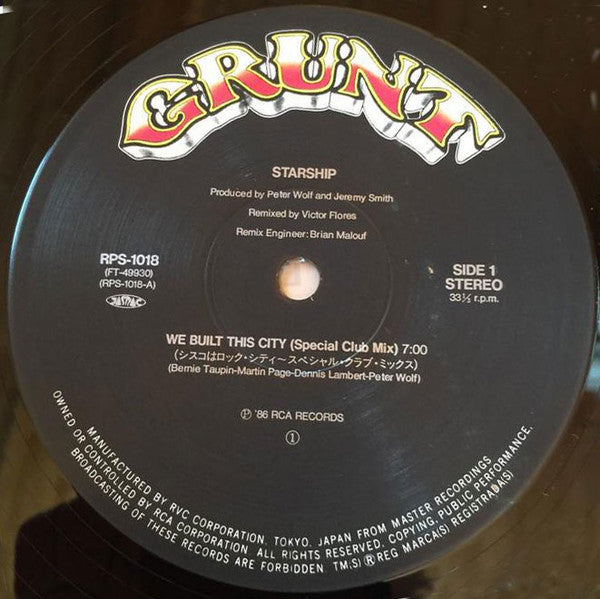 GRUNT
STARSHIP
Produced by Peter Wolf and Jeremy Smith
Remixed by Victor Flores
Remix Engineer: Brian Malouf
RPS-1018
(FT-49930)
(RPS-1018-A)
JASRAC
SIDE 1
STEREO
33⅓ r.p.m.
WE BUILT THIS CITY (Special Club Mix) 7:00
(シスコはロック・シティ〜スペシャル・クラブ・ミックス)
(Bernie Taupin-Martin Page-Dennis Lambert-Peter Wolf)
Ⓟ '86 RCA RECORDS
①
MANUFACTURED BY RVC CORPORATION, TOKYO, JAPAN FROM MASTER RECORDINGS
OWNED OR CONTROLLED BY RCA CORPORATION. ALL RIGHTS RESERVED. COPYING, PUBLIC PERFORMANCE,
BROADCASTING OF THESE RECORDS ARE FORBIDDEN TM(S) ® REG MARCA(S) REGISTRADA(S)